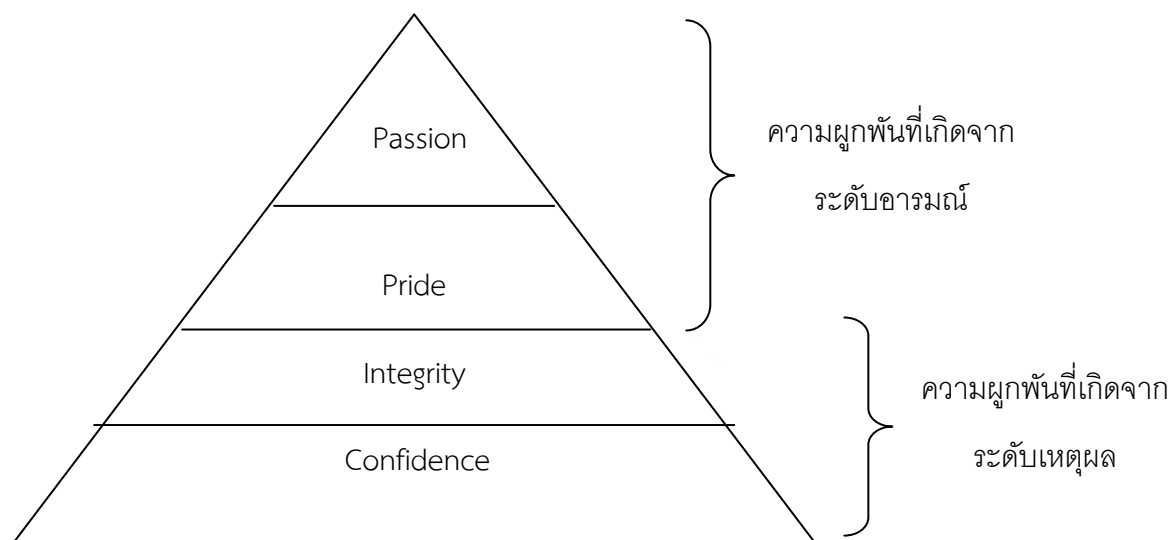 Passion
ความผูกพันที่เกิดจาก
ระดับอารมณ์
Pride
Integrity
ความผูกพันที่เกิดจาก
ระดับเหตุผล
Confidence